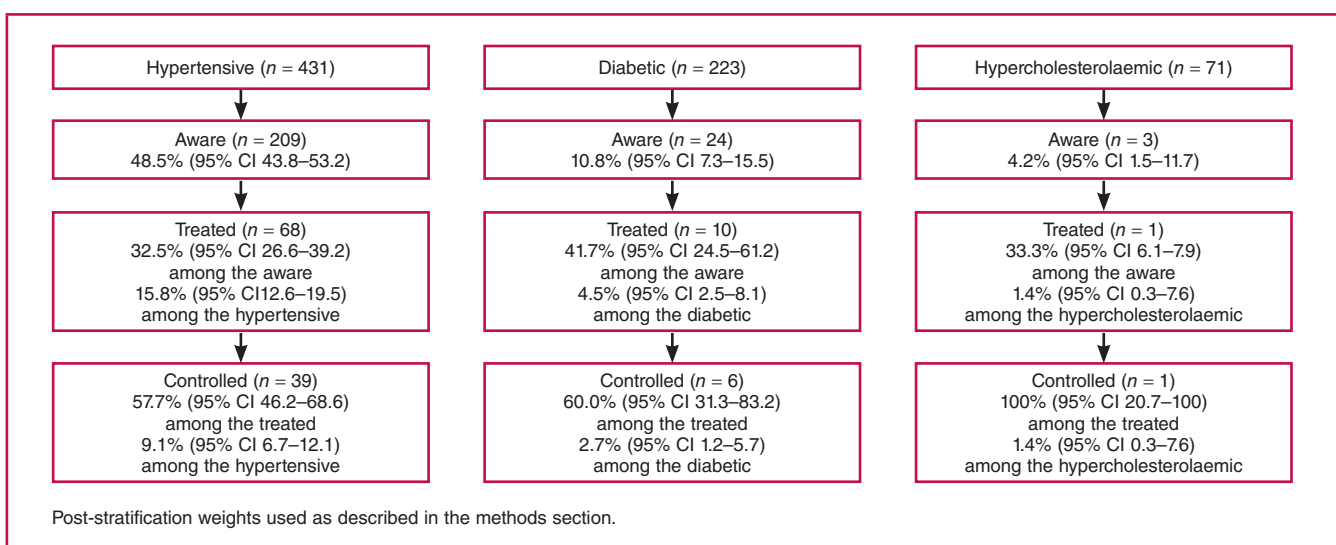 Hypertensive (n = 431)
Aware (n = 209)
48.5% (95% CI 43.8–53.2)
Treated (n = 68)
32.5% (95% CI 26.6–39.2)
among the aware
15.8% (95% CI12.6–19.5)
among the hypertensive
Controlled (n = 39)
57.7% (95% CI 46.2–68.6)
among the treated
9.1% (95% CI 6.7–12.1)
among the hypertensive
Diabetic (n = 223)
Aware (n = 24)
10.8% (95% CI 7.3–15.5)
Treated (n = 10)
41.7% (95% CI 24.5–61.2)
among the aware
4.5% (95% CI 2.5–8.1)
among the diabetic
Controlled (n = 6)
60.0% (95% CI 31.3–83.2)
among the treated
2.7% (95% CI 1.2–5.7)
among the diabetic
Hypercholesterolaemic (n = 71)
Aware (n = 3)
4.2% (95% CI 1.5–11.7)
Treated (n = 1)
33.3% (95% CI 6.1–7.9)
among the aware
1.4% (95% CI 0.3–7.6)
among the hypercholesterolaemic
Controlled (n = 1)
100% (95% CI 20.7–100)
among the treated
1.4% (95% CI 0.3–7.6)
among the hypercholesterolaemic
Post-stratification weights used as described in the methods section.